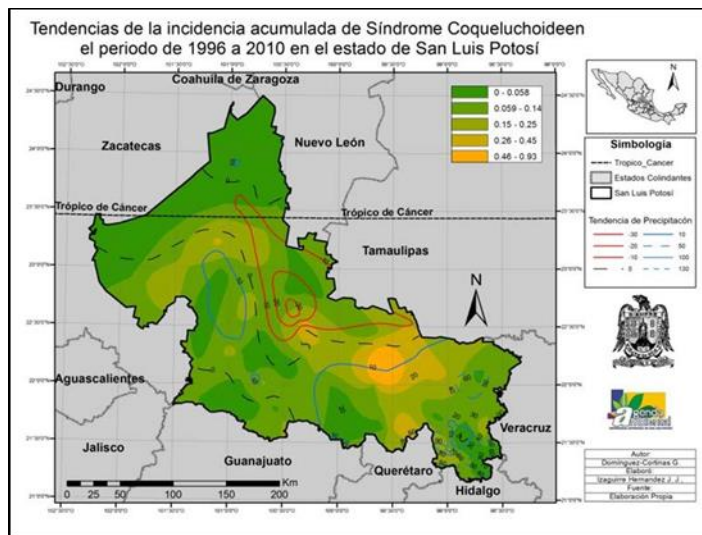 Tendencias de la incidencia acumulada de Síndrome Coqueluchoideen
el periodo de 1996 a 2010 en el estado de San Luis Potosí
Durango
Coahuila de Zaragoza
Zacatecas
Nuevo León
0 - 0.058
0.059 - 0.14
0.15 - 0.25
0.26 - 0.45
0.46 - 0.93
N
Simbología
Tropico_Cancer
Estados Colindantes
San Luis Potosí
Trópico de Cáncer
Trópico de Cáncer
Tamaulipas
Tendencia de Precipitacón
-30
10
-20
50
-10
100
0
130
N
Aguascalientes
Jalisco
Guanajuato
Querétaro
Hidalgo
Veracruz
0 25 50 100 150 200
Km
Autor:
Domínguez-Cortinas G.
Elaboró:
Izaguirre Hernandez J. J.,
Fuente:
Elaboración Propia